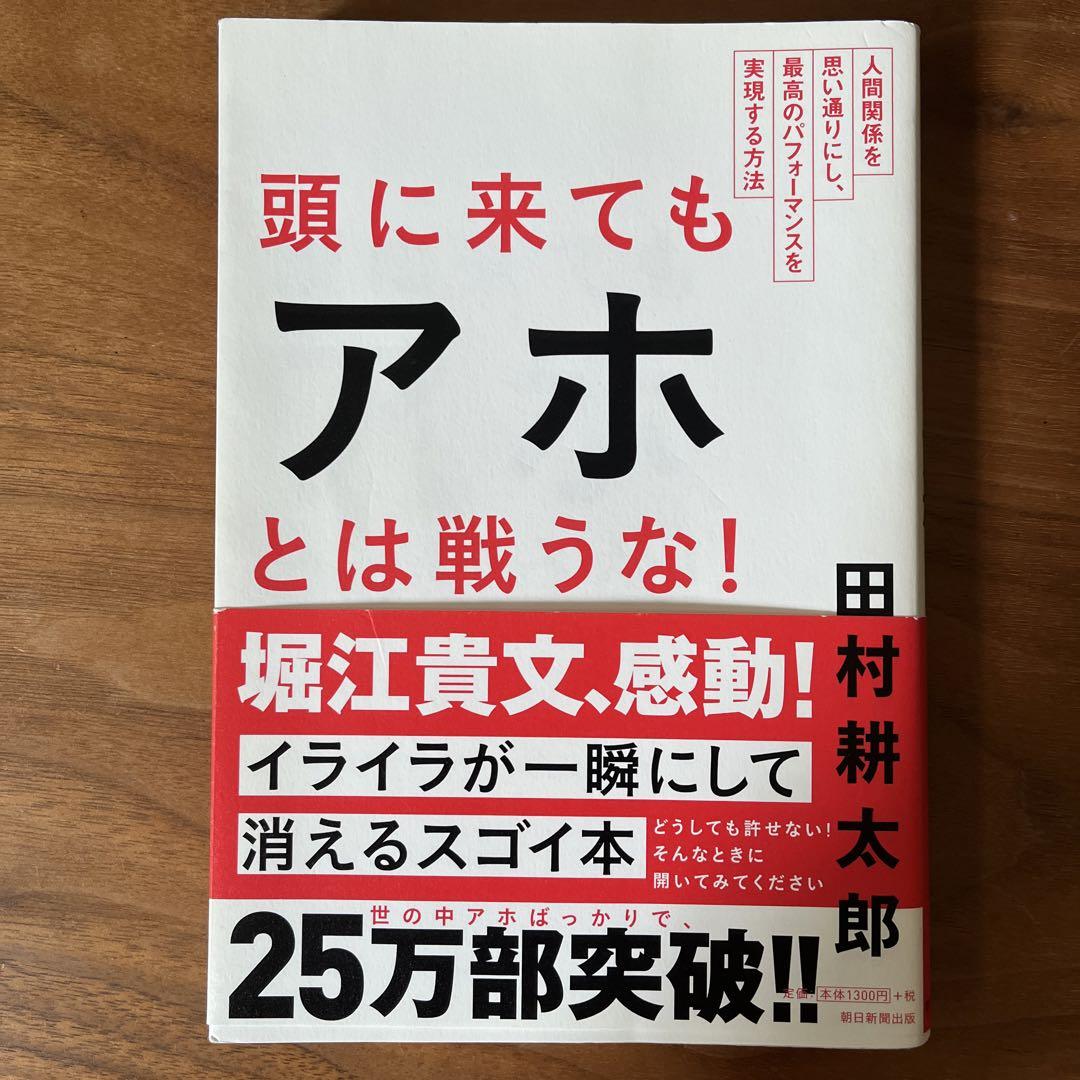 人間関係を
思い通りにし、
最高のパフォーマンスを
実現する方法
頭に来ても
アホ
とは戦うな!
田村耕太郎
堀江貴文、感動!
イライラが一瞬にして
消えるスゴイ本
どうしても許せない!
そんなときに
開いてみてください
世の中アホばっかりで、
25万部突破!!
定価:本体1300円+税
朝日新聞出版